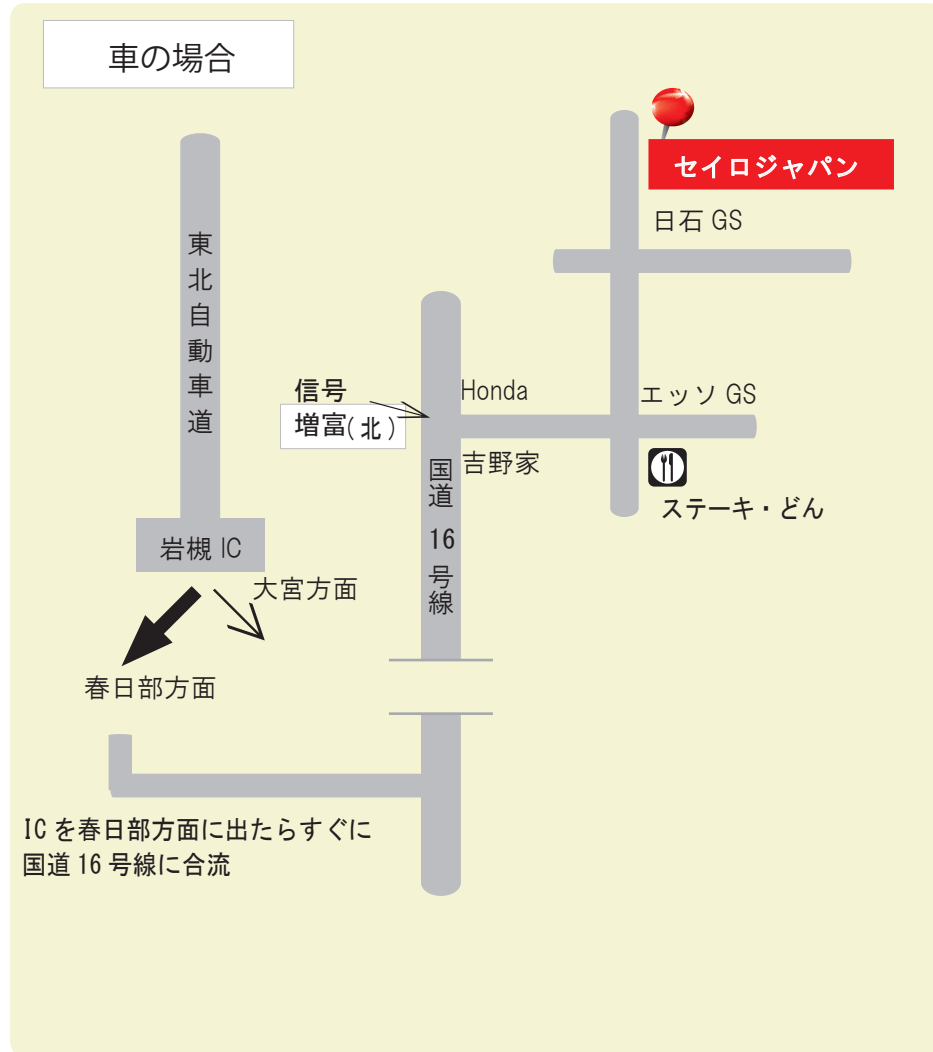 車の場合
セイロジャパン
日石 GS
東北自動車道
信号
増富(北)
Honda
エッソ GS
吉野家
国道16号線
ステーキ・どん
岩槻 IC
大宮方面
春日部方面
IC を春日部方面に出たらすぐに
国道 16 号線に合流